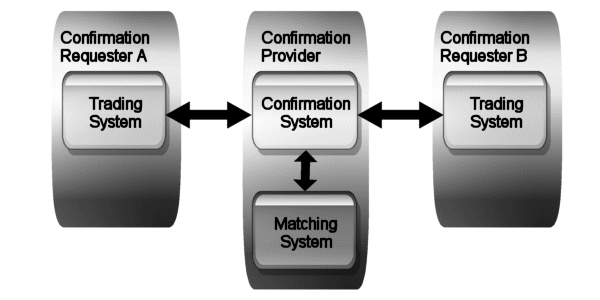 Confirmation
Requester A
Trading
System
Confirmation
Provider
Confirmation
System
Matching
System
Confirmation
Requester B
Trading
System